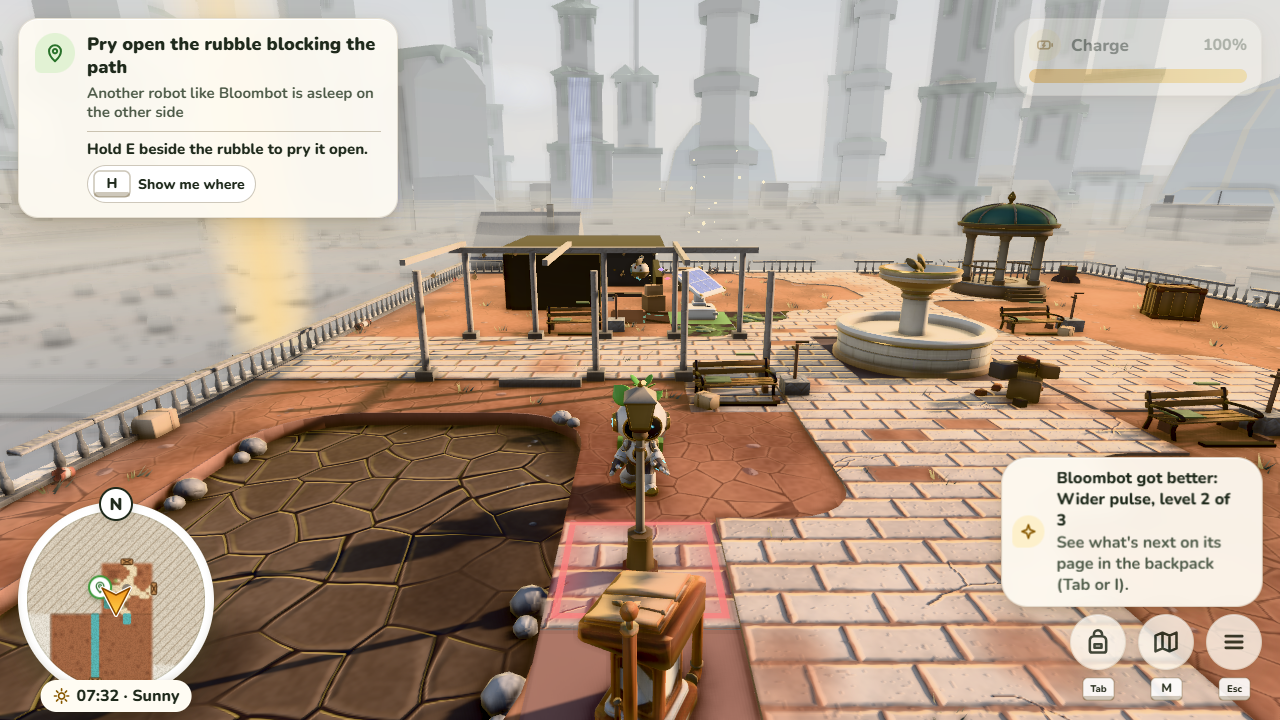 Pry open the rubble blocking the
path
Another robot like Bloombot is asleep on
the other side
Hold E beside the rubble to pry it open.
H Show me where
Charge 100%
Bloombot got better:
Wider pulse, level 2 of
3
See what's next on its
page in the backpack
(Tab or I).
N
07:32 · Sunny
Tab M Esc